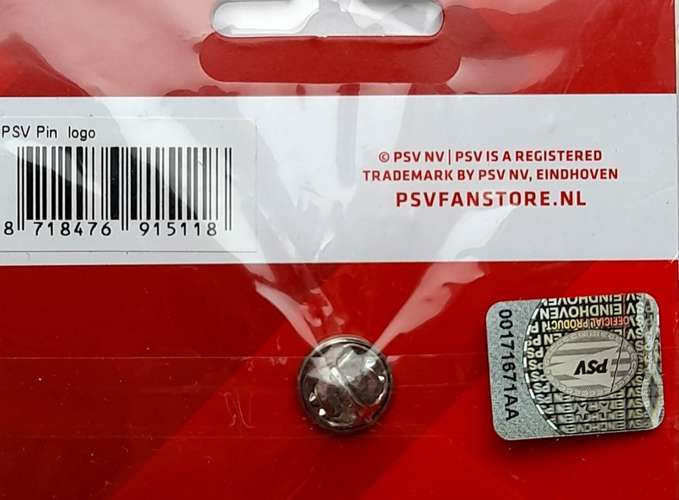 PSV Pin logo
8 718476 915118
© PSV NV | PSV IS A REGISTERED
TRADEMARK BY PSV NV, EINDHOVEN
PSVFANSTORE.NL
00171671AA
EINDHOVEN
OFFICIAL PRODUCT
PSV